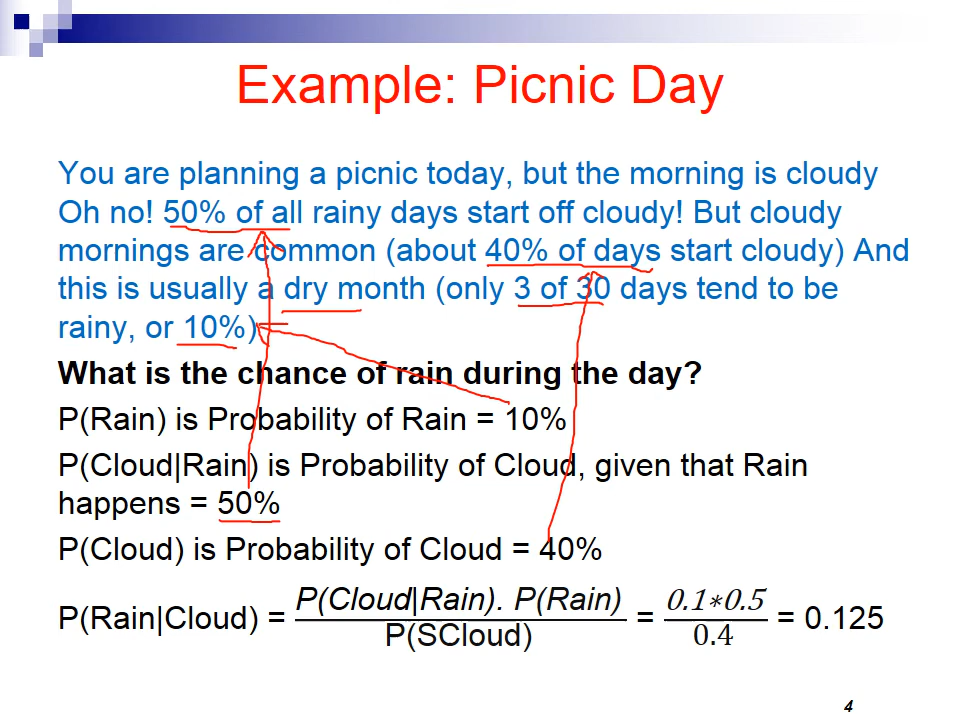 Example: Picnic Day
You are planning a picnic today, but the morning is cloudy
Oh no! 50% of all rainy days start off cloudy! But cloudy
mornings are common (about 40% of days start cloudy) And
this is usually a dry month (only 3 of 30 days tend to be
rainy, or 10%)
What is the chance of rain during the day?
P(Rain) is Probability of Rain = 10%
P(Cloud|Rain) is Probability of Cloud, given that Rain
happens = 50%
P(Cloud) is Probability of Cloud = 40%
P(Rain|Cloud) = P(Cloud|Rain). P(Rain) / P(SCloud) = 0.1*0.5 / 0.4 = 0.125
4